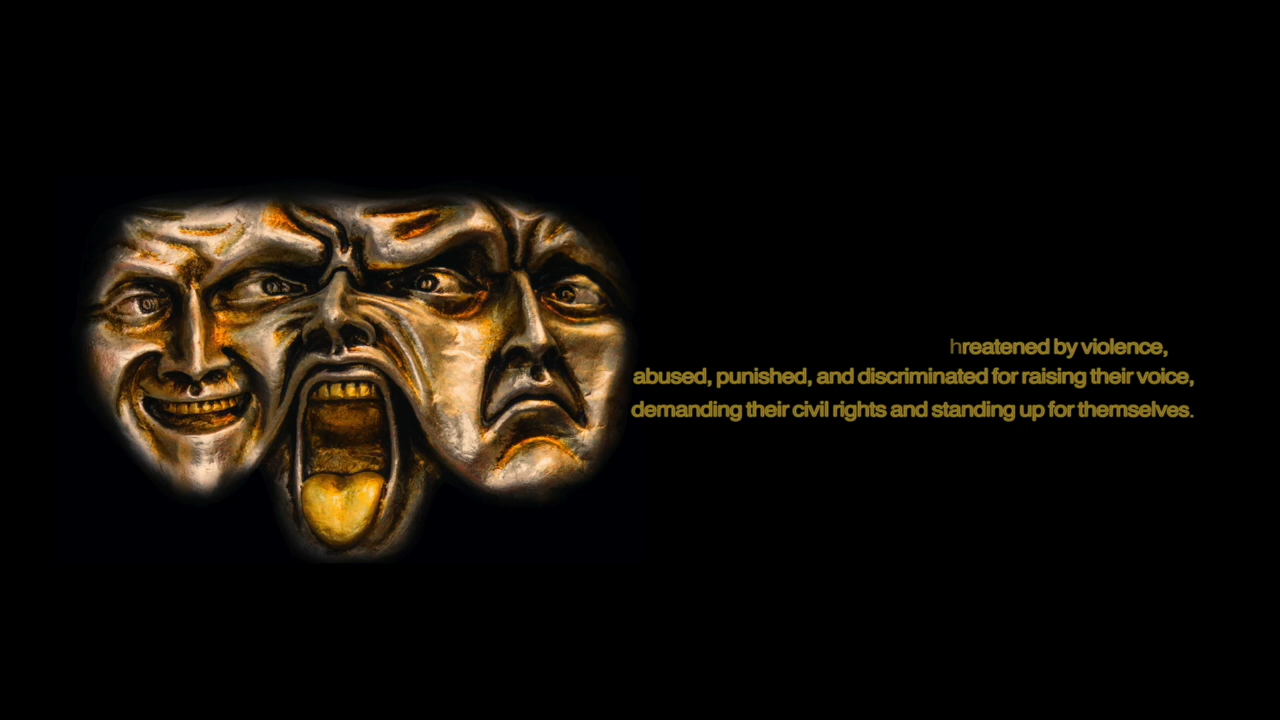 hreatened by violence,
abused, punished, and discriminated for raising their voice,
demanding their civil rights and standing up for themselves.